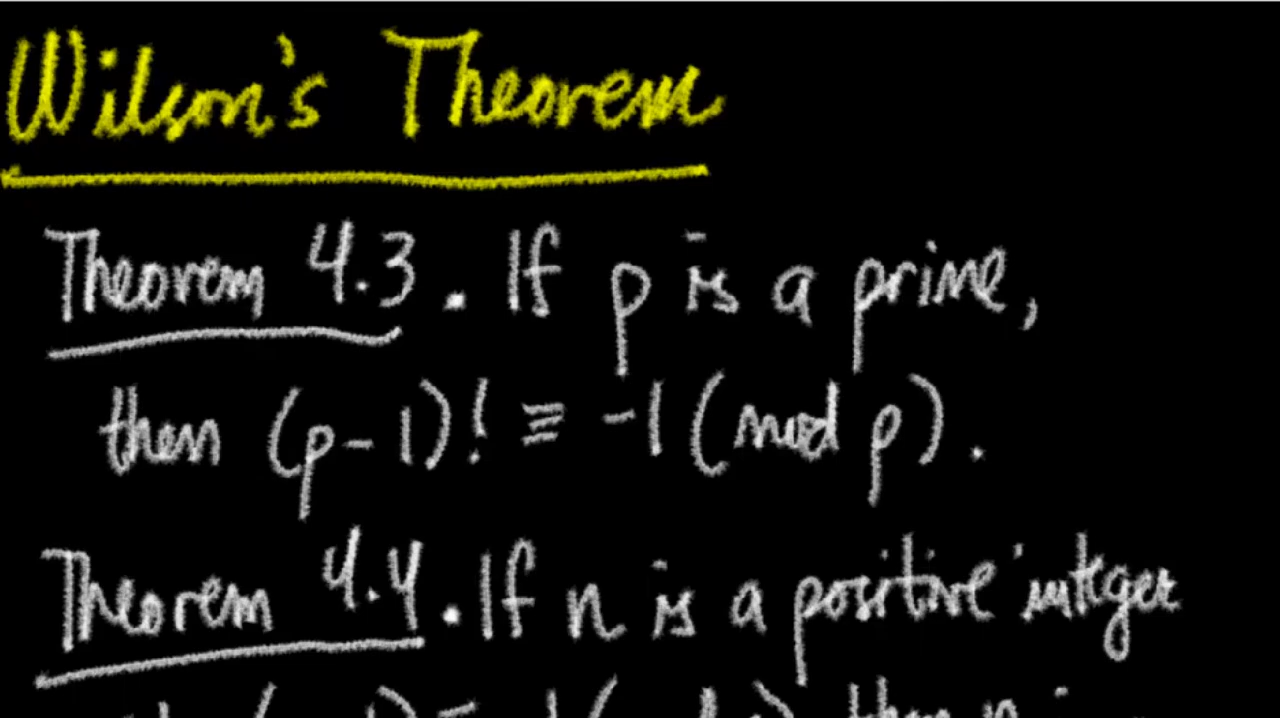 Wilson's Theorem
Theorem 4.3. If p is a prime,
then (p-1)! ≡ -1 (mod p).
Theorem 4.4. If n is a positive integer